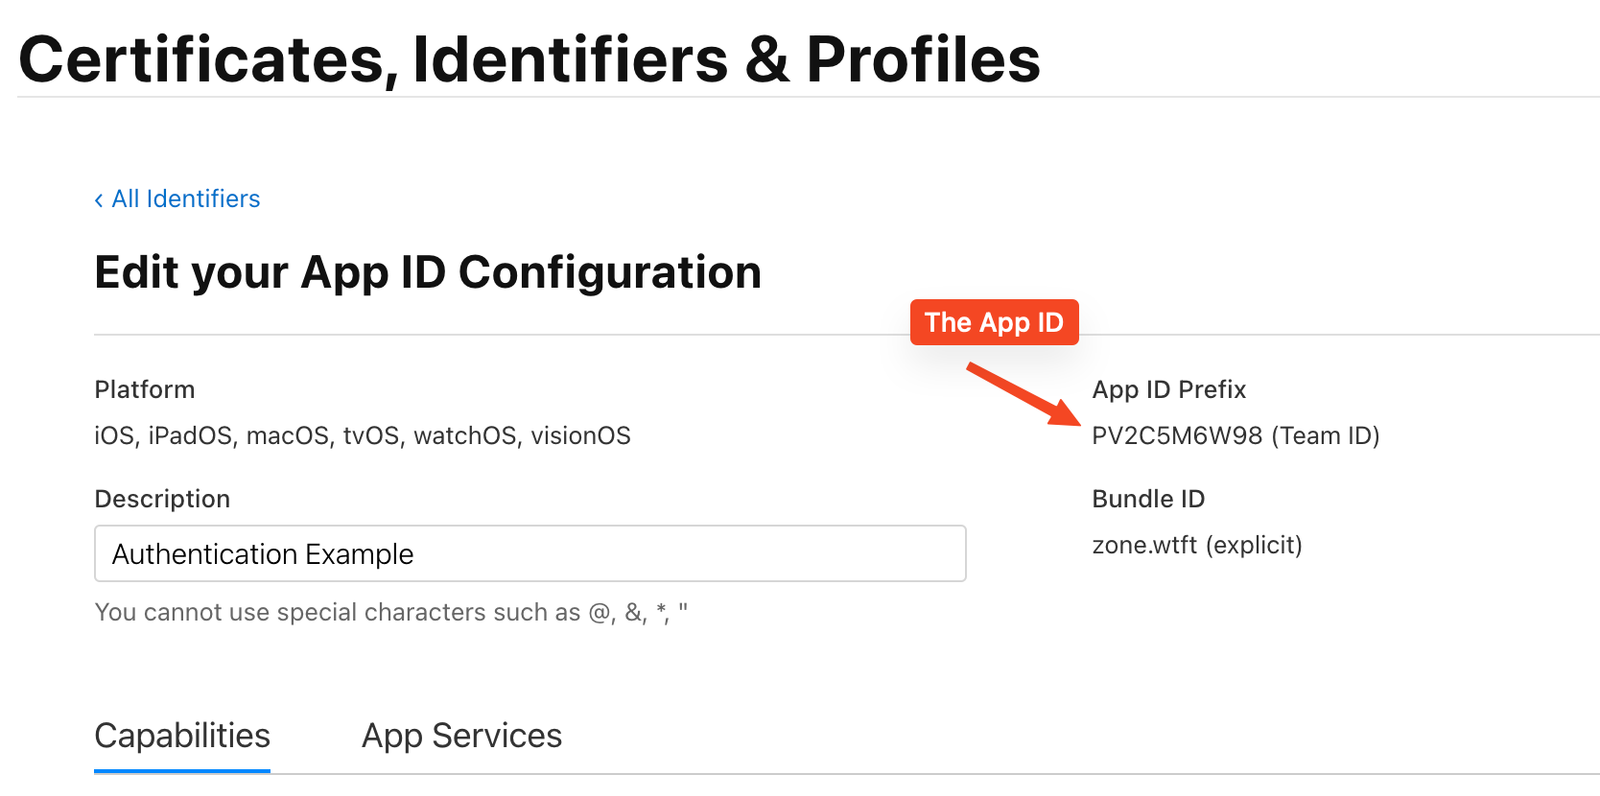 Certificates, Identifiers & Profiles
‹ All Identifiers
Edit your App ID Configuration
The App ID
Platform
iOS, iPadOS, macOS, tvOS, watchOS, visionOS
App ID Prefix
PV2C5M6W98 (Team ID)
Description
Authentication Example
You cannot use special characters such as @, &, *, "
Bundle ID
zone.wtft (explicit)
Capabilities
App Services